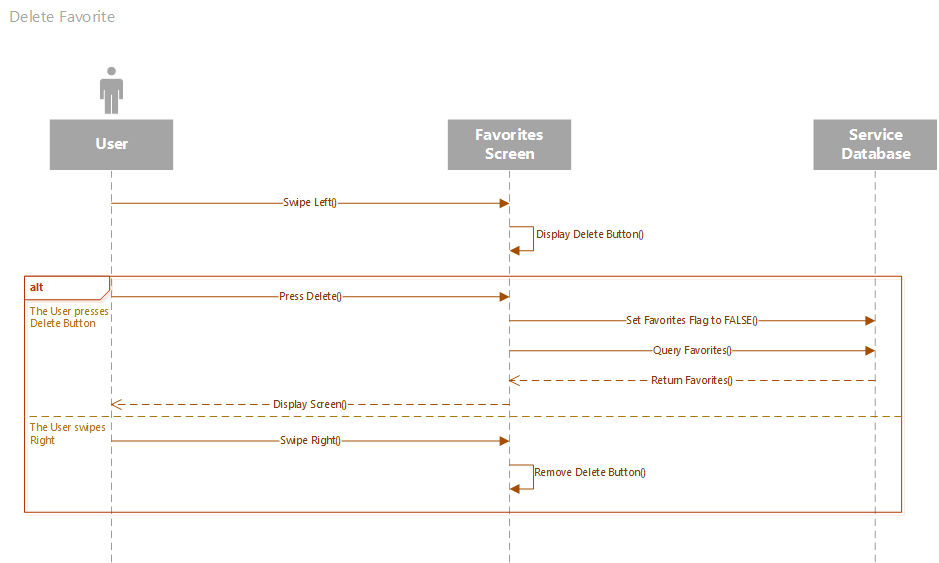 Delete Favorite
User
Favorites
Screen
Service
Database
Swipe Left()
Display Delete Button()
alt
Press Delete()
The User presses
Delete Button
Set Favorites Flag to FALSE()
Query Favorites()
Return Favorites()
Display Screen()
The User swipes
Right
Swipe Right()
Remove Delete Button()